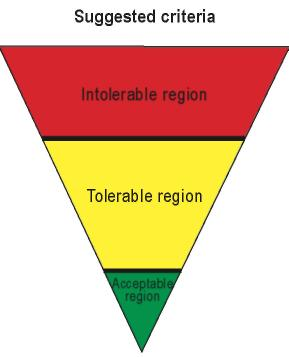 Suggested criteria
Intolerable region
Tolerable region
Acceptable
region